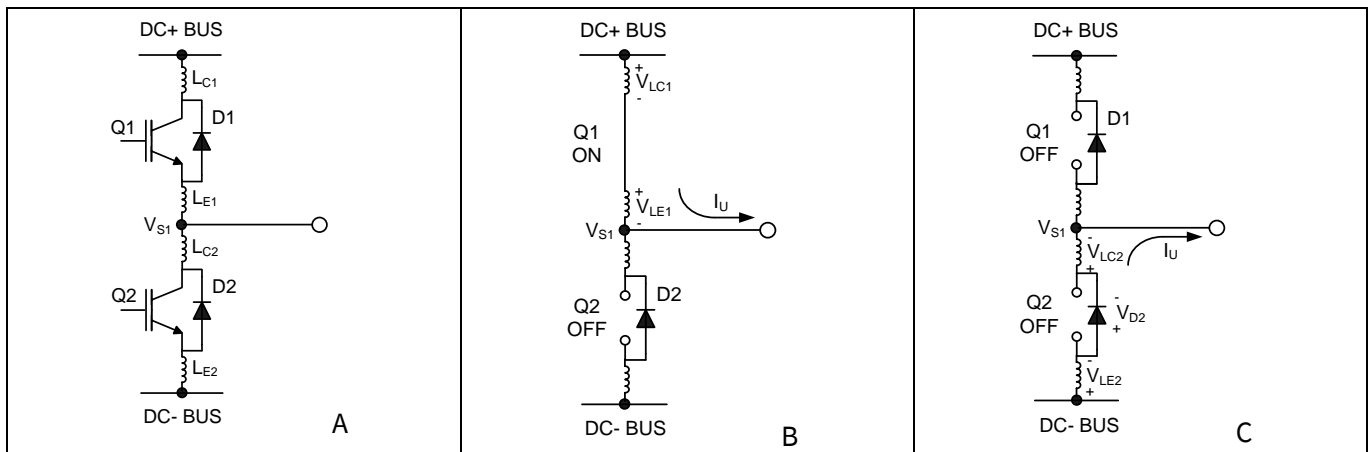 DC+ BUS
LC1
Q1
D1
LE1
VS1
LC2
Q2
D2
LE2
DC- BUS
A
DC+ BUS
+
VLC1
-
Q1
ON
+
VLE1
-
IU
VS1
Q2
OFF
D2
DC- BUS
B
DC+ BUS
Q1
OFF
D1
VS1
-
VLC2
+
IU
Q2
OFF
-
VD2
+
-
VLE2
+
DC- BUS
C